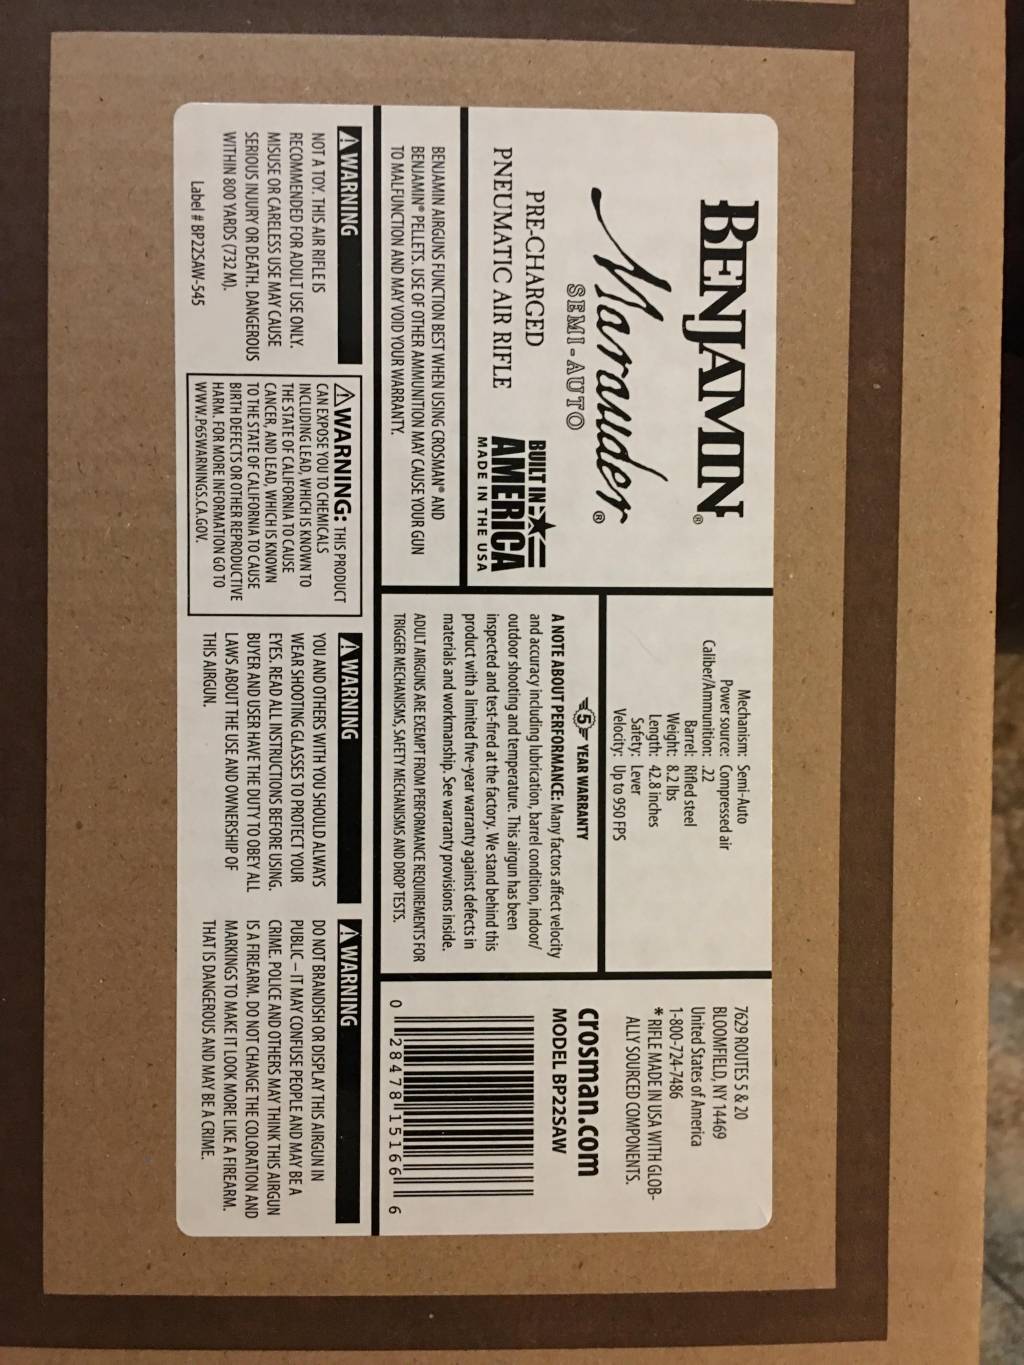 BENJAMIN®
Marauder®
SEMI-AUTO
PRE-CHARGED
PNEUMATIC AIR RIFLE
BUILT IN
AMERICA
MADE IN THE USA
BENJAMIN AIRGUNS FUNCTION BEST WHEN USING CROSMAN® AND
BENJAMIN® PELLETS. USE OF OTHER AMMUNITION MAY CAUSE YOUR GUN
TO MALFUNCTION AND MAY VOID YOUR WARRANTY.
Mechanism: Semi-Auto
Power source: Compressed air
Caliber/Ammunition: .22
Barrel: Rifled steel
Weight: 8.2 lbs
Length: 42.8 inches
Safety: Lever
Velocity: Up to 950 FPS
5 YEAR WARRANTY
A NOTE ABOUT PERFORMANCE: Many factors affect velocity
and accuracy including lubrication, barrel condition, indoor/
outdoor shooting and temperature. This airgun has been
inspected and test-fired at the factory. We stand behind this
product with a limited five-year warranty against defects in
materials and workmanship. See warranty provisions inside.
ADULT AIRGUNS ARE EXEMPT FROM PERFORMANCE REQUIREMENTS FOR
TRIGGER MECHANISMS, SAFETY MECHANISMS AND DROP TESTS.
7629 ROUTES 5 & 20
BLOOMFIELD, NY 14469
United States of America
1-800-724-7486
* RIFLE MADE IN USA WITH GLOB-
ALLY SOURCED COMPONENTS.
crosman.com
MODEL BP22SAW
0 28478 15166 6
⚠ WARNING
NOT A TOY. THIS AIR RIFLE IS
RECOMMENDED FOR ADULT USE ONLY.
MISUSE OR CARELESS USE MAY CAUSE
SERIOUS INJURY OR DEATH. DANGEROUS
WITHIN 800 YARDS (732 M).
Label # BP22SAW-545
⚠WARNING: THIS PRODUCT
CAN EXPOSE YOU TO CHEMICALS
INCLUDING LEAD, WHICH IS KNOWN TO
THE STATE OF CALIFORNIA TO CAUSE
CANCER, AND LEAD, WHICH IS KNOWN
TO THE STATE OF CALIFORNIA TO CAUSE
BIRTH DEFECTS OR OTHER REPRODUCTIVE
HARM. FOR MORE INFORMATION GO TO
WWW.P65WARNINGS.CA.GOV.
⚠ WARNING
YOU AND OTHERS WITH YOU SHOULD ALWAYS
WEAR SHOOTING GLASSES TO PROTECT YOUR
EYES. READ ALL INSTRUCTIONS BEFORE USING.
BUYER AND USER HAVE THE DUTY TO OBEY ALL
LAWS ABOUT THE USE AND OWNERSHIP OF
THIS AIRGUN.
⚠ WARNING
DO NOT BRANDISH OR DISPLAY THIS AIRGUN IN
PUBLIC – IT MAY CONFUSE PEOPLE AND MAY BE A
CRIME. POLICE AND OTHERS MAY THINK THIS AIRGUN
IS A FIREARM. DO NOT CHANGE THE COLORATION AND
MARKINGS TO MAKE IT LOOK MORE LIKE A FIREARM.
THAT IS DANGEROUS AND MAY BE A CRIME.